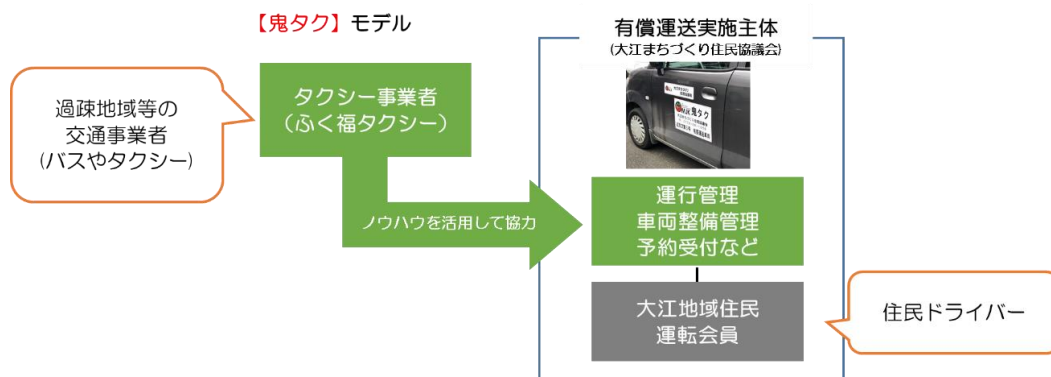 【鬼タク】モデル
有償運送実施主体
(大江まちづくり住民協議会)
過疎地域等の
交通事業者
(バスやタクシー)
タクシー事業者
(ふく福タクシー)
鬼タク
ノウハウを活用して協力
運行管理
車両整備管理
予約受付など
大江地域住民
運転会員
住民ドライバー